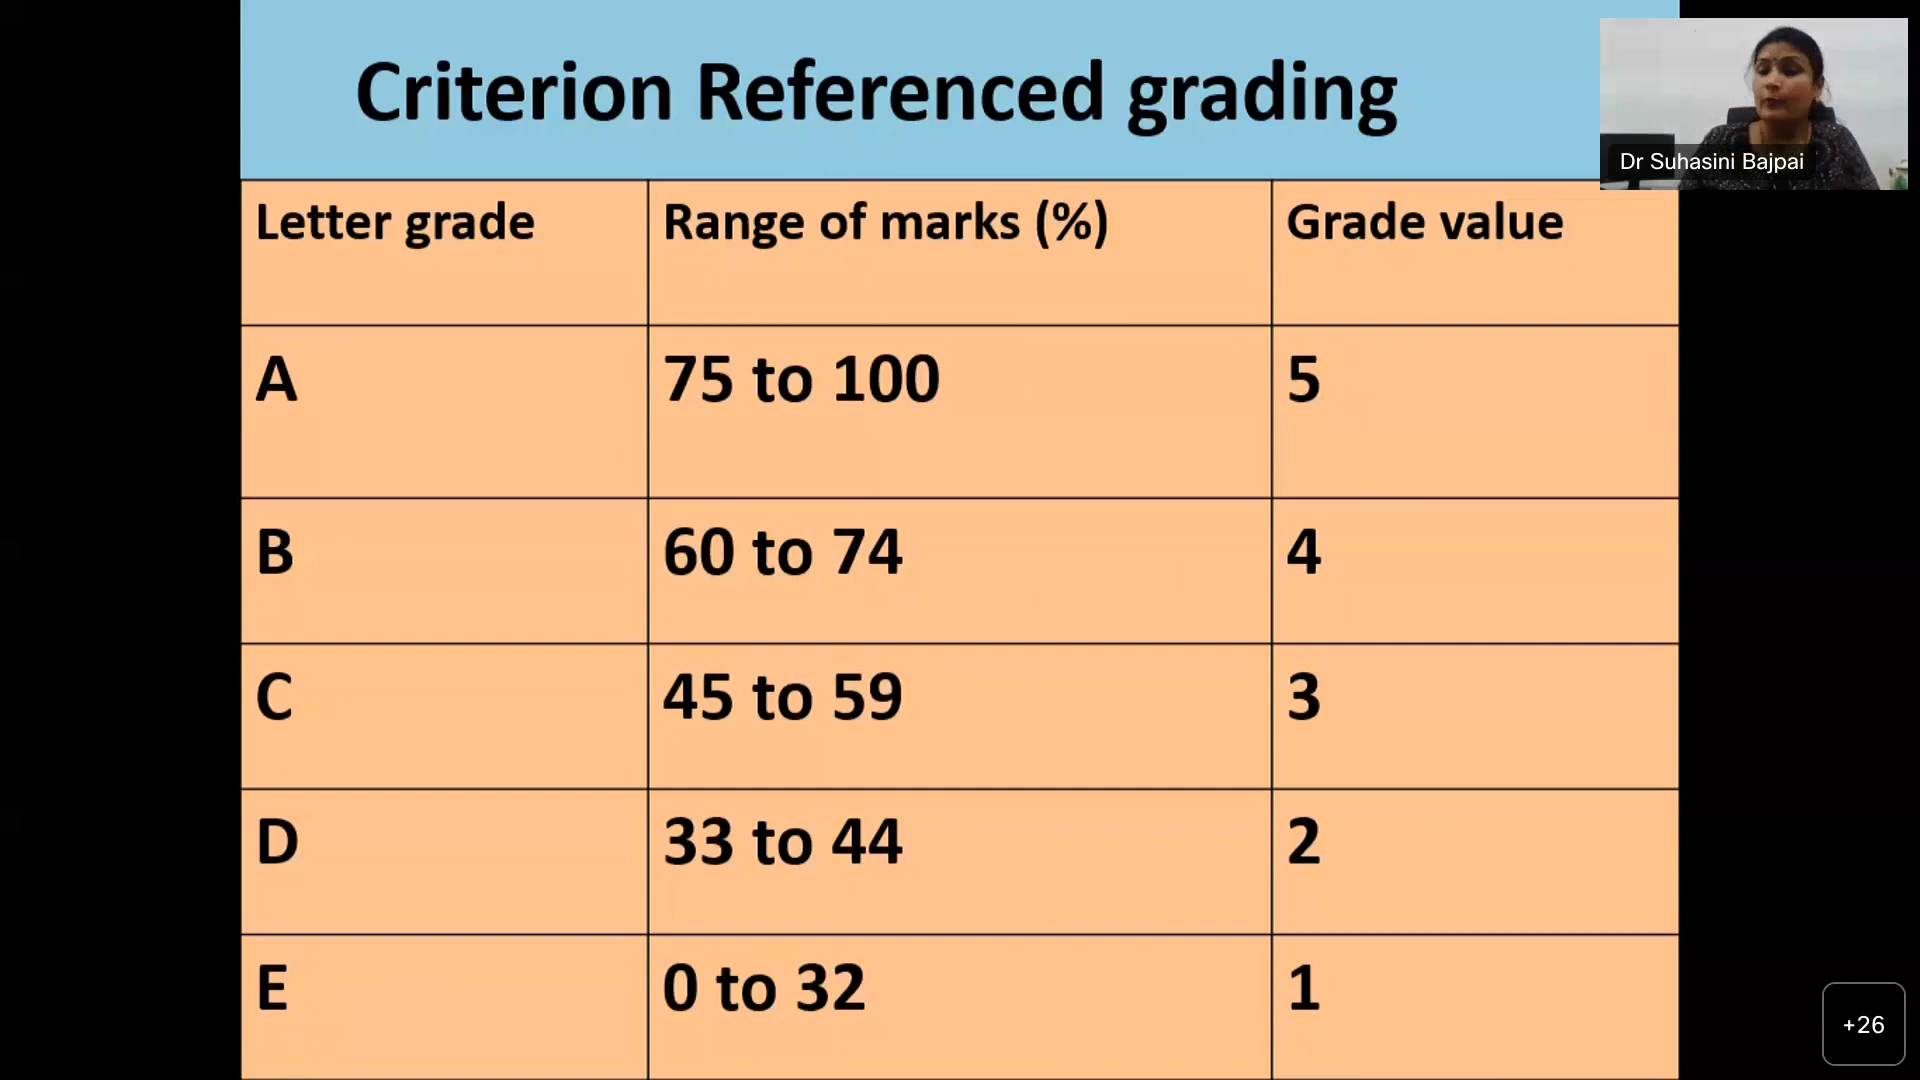 Criterion Referenced grading
Dr Suhasini Bajpai
Letter grade Range of marks (%) Grade value
A 75 to 100 5
B 60 to 74 4
C 45 to 59 3
D 33 to 44 2
E 0 to 32 1
+26